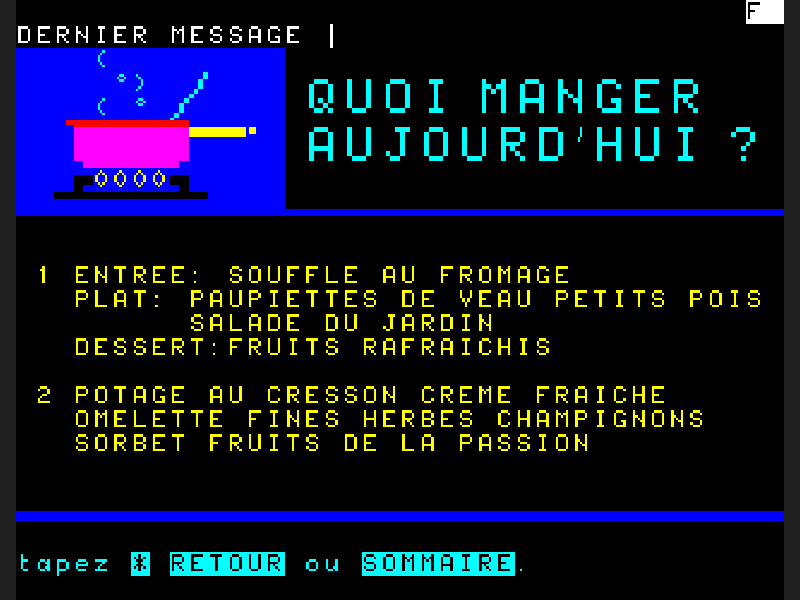 F
DERNIER MESSAGE |
QUOI MANGER
AUJOURD'HUI ?
1 ENTREE: SOUFFLE AU FROMAGE
PLAT: PAUPIETTES DE VEAU PETITS POIS
SALADE DU JARDIN
DESSERT:FRUITS RAFRAICHIS
2 POTAGE AU CRESSON CREME FRAICHE
OMELETTE FINES HERBES CHAMPIGNONS
SORBET FRUITS DE LA PASSION
tapez * RETOUR ou SOMMAIRE.